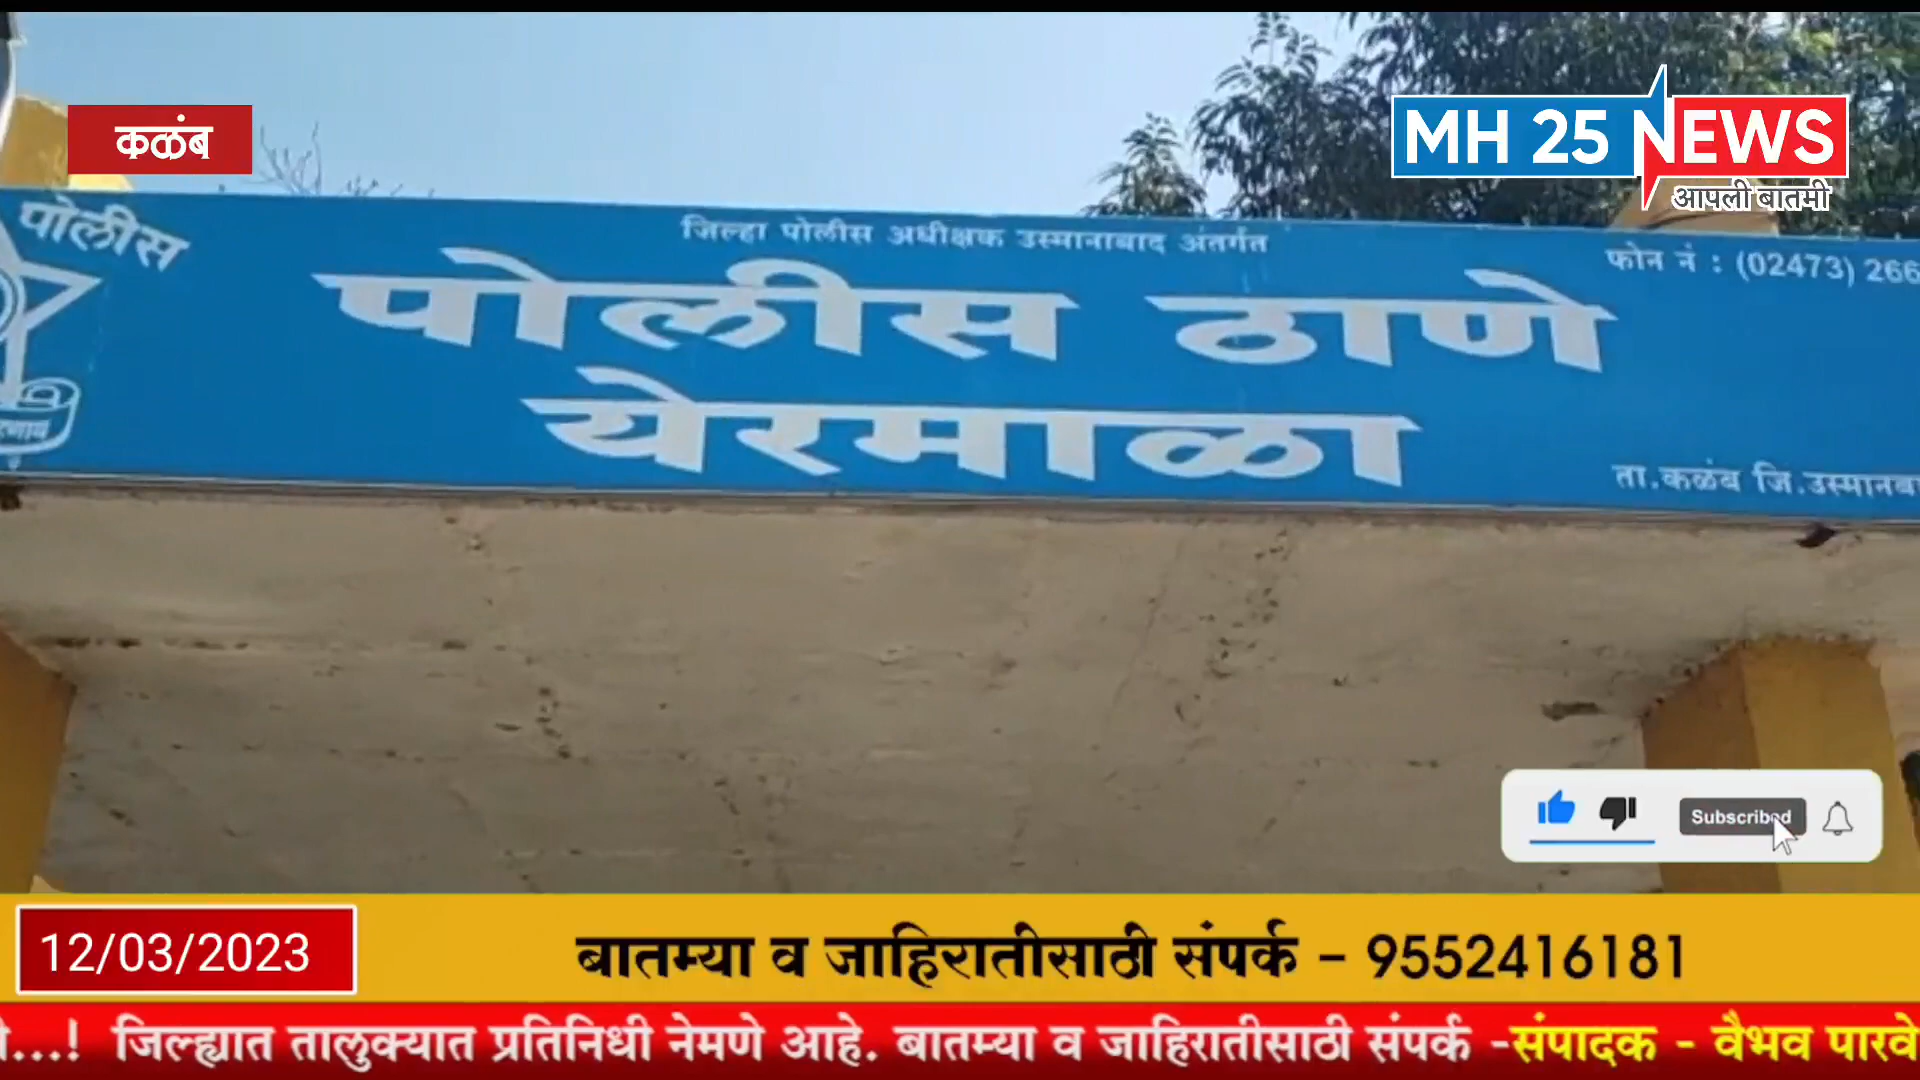 कळंब
MH 25 NEWS
आपली बातमी
पोलीस
जिल्हा पोलीस अधीक्षक उस्मानाबाद अंतर्गत
फोन नं : (02473) 266
पोलीस ठाणे
येरमाळा
ता.कळंब जि.उस्मानाबा
Subscribed
12/03/2023
बातम्या व जाहिरातीसाठी संपर्क – 9552416181
...! जिल्ह्यात तालुक्यात प्रतिनिधी नेमणे आहे. बातम्या व जाहिरातीसाठी संपर्क -संपादक - वैभव पारवे